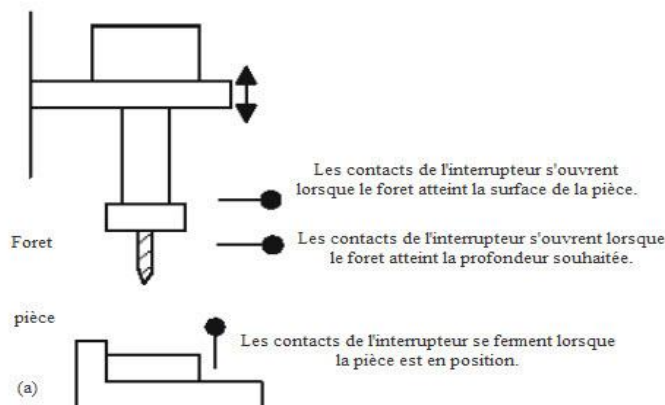 Les contacts de l'interrupteur s'ouvrent
lorsque le foret atteint la surface de la pièce.
Foret
Les contacts de l'interrupteur s'ouvrent lorsque
le foret atteint la profondeur souhaitée.
pièce
Les contacts de l'interrupteur se ferment lorsque
la pièce est en position.
(a)